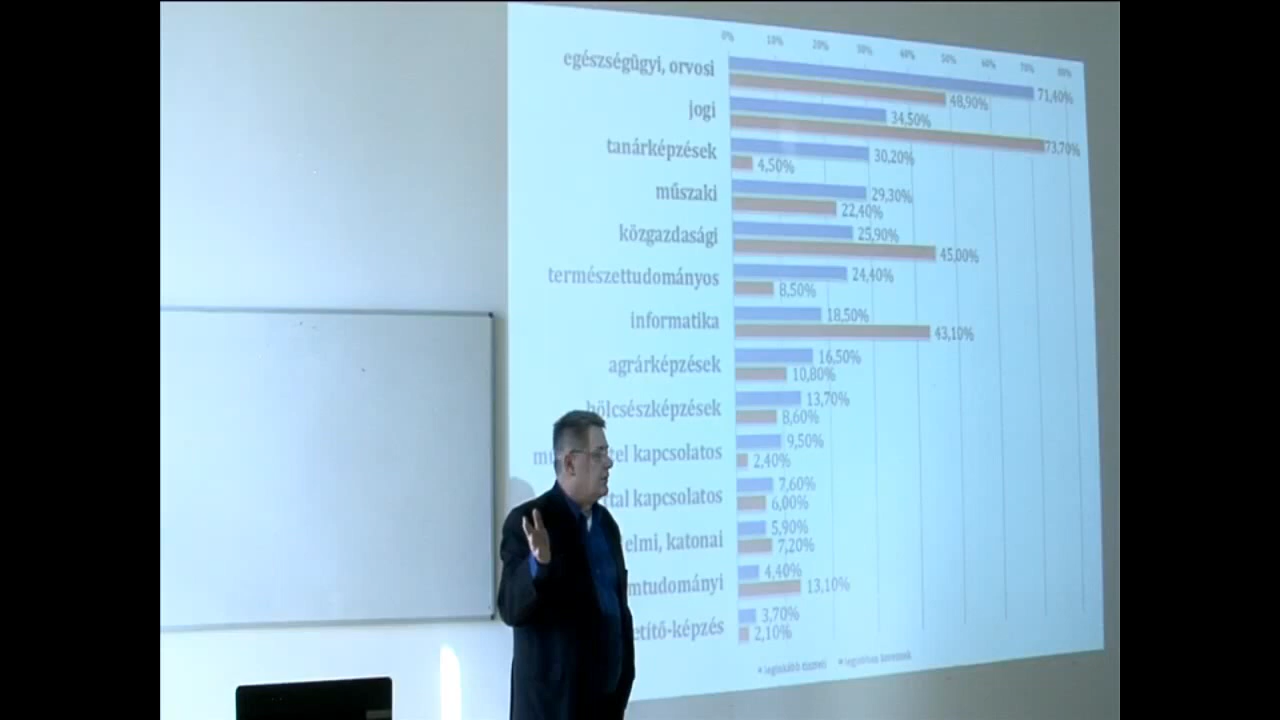 0% 10% 20% 30% 40% 50% 60% 70% 80%
egészségügyi, orvosi 71,40%
48,90%
jogi 34,50%
73,70%
tanárképzések 30,20%
4,50%
műszaki 29,30%
22,40%
közgazdasági 25,90%
45,00%
természettudományos 24,40%
8,50%
informatika 18,50%
43,10%
agrárképzések 16,50%
10,80%
bölcsészképzések 13,70%
8,60%
kapcsolatos 9,50%
2,40%
kapcsolatos 7,60%
6,00%
katonai 5,90%
7,20%
4,40%
13,10%
3,70%
2,10%
leginkább